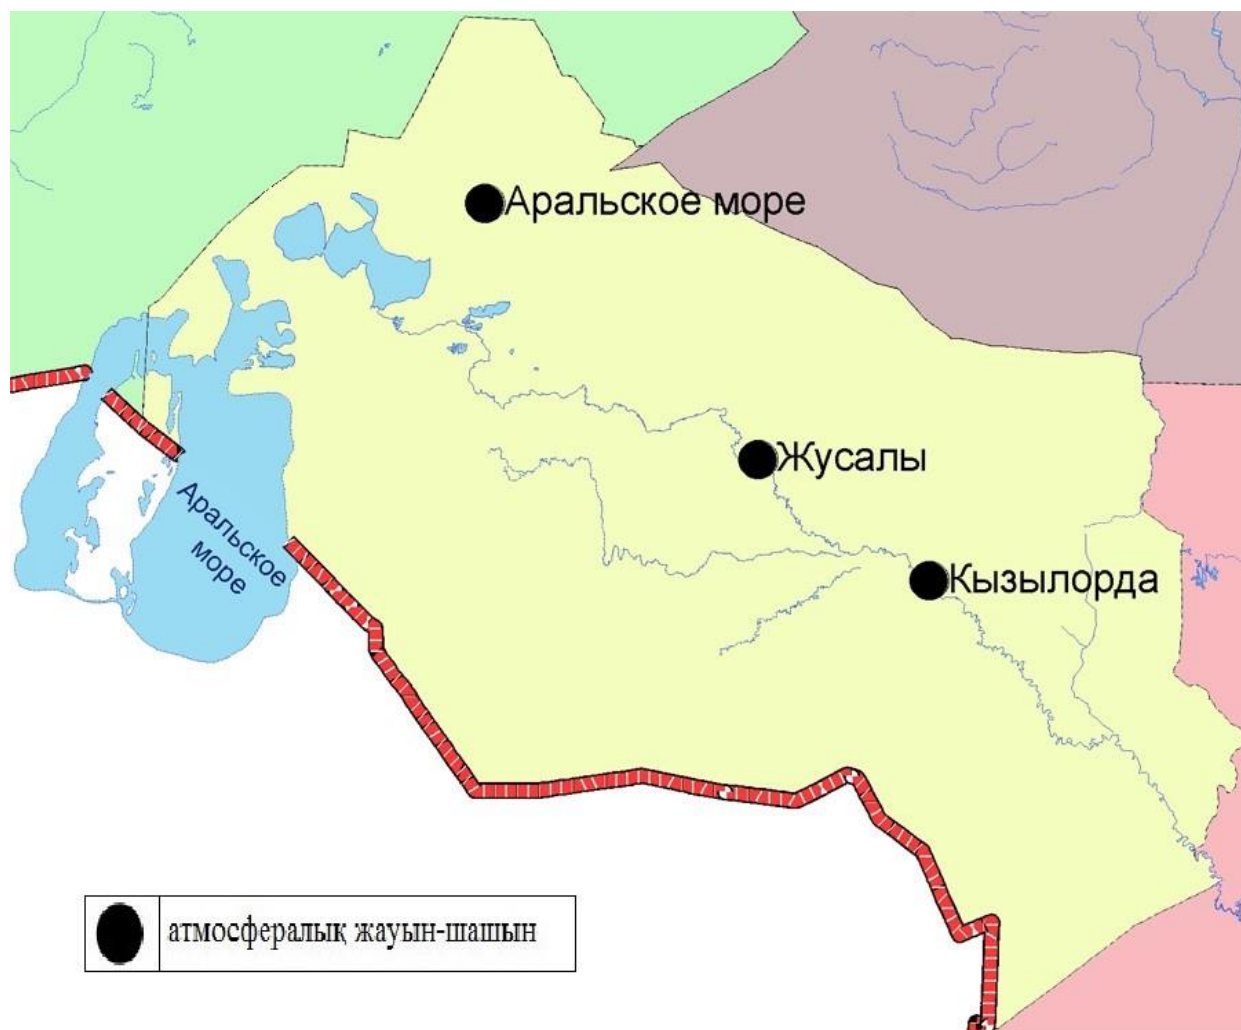 Аральское море
Жусалы
Аральское
море
Кызылорда
атмосфералық жауын-шашын